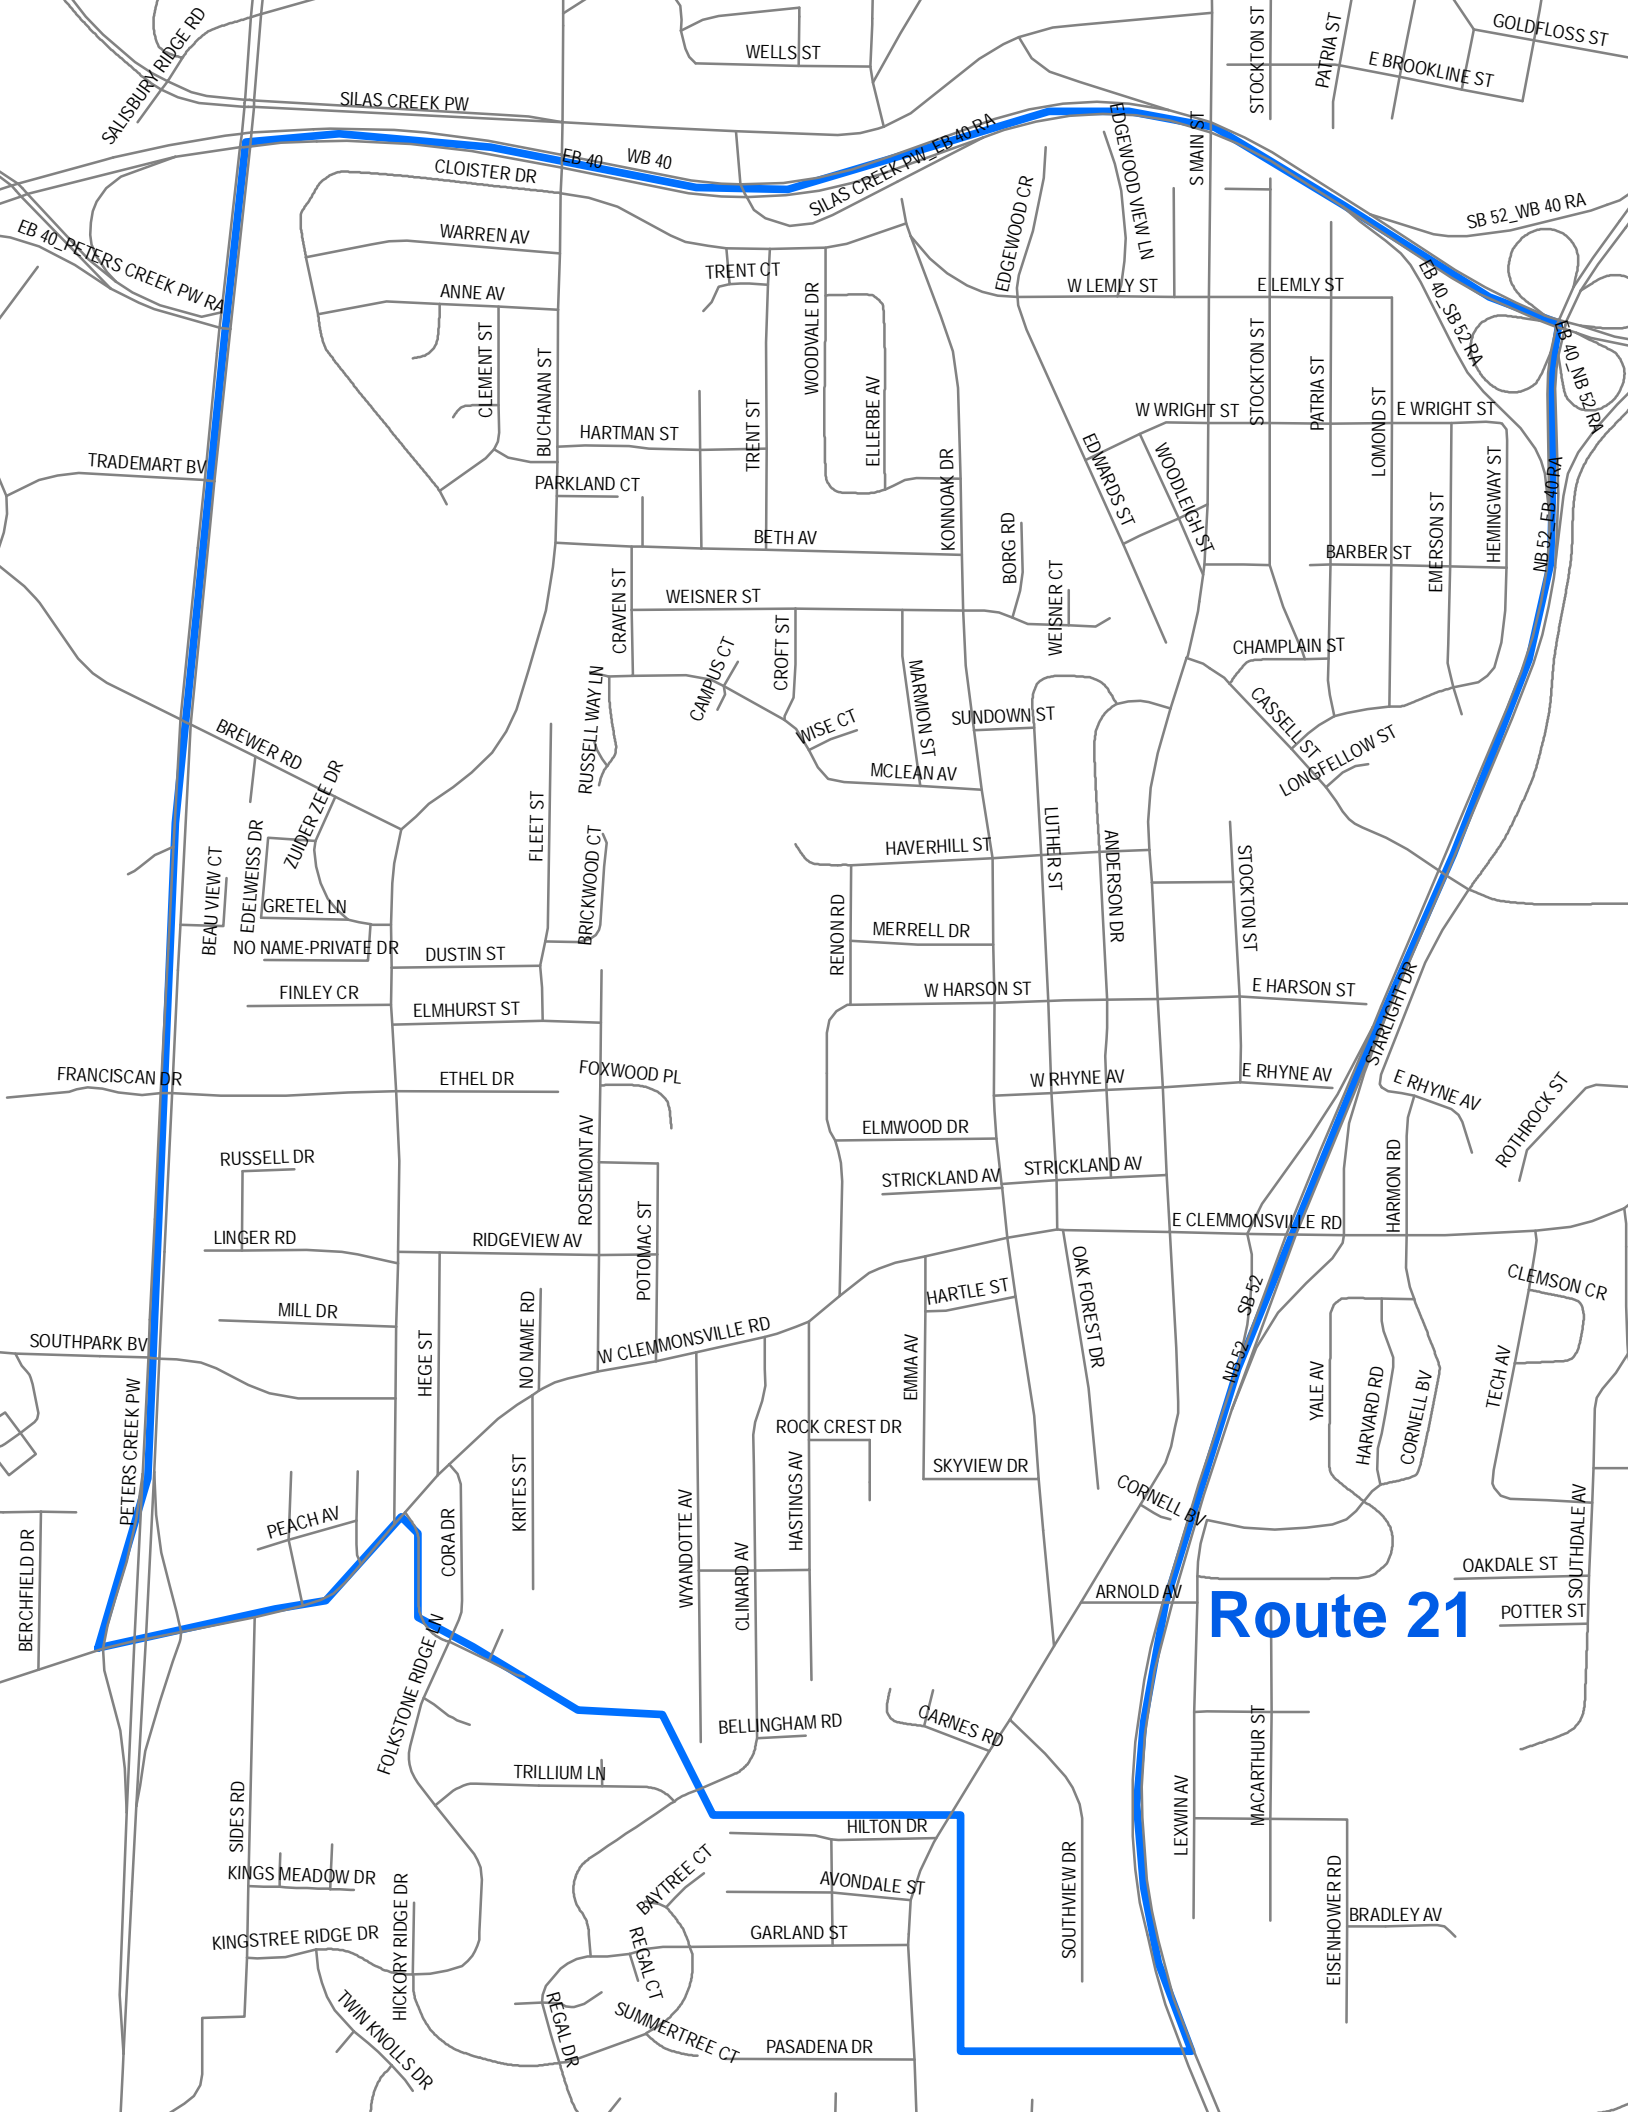 SALISBURY RIDGE RD
WELLS ST
STOCKTON ST
PATRIA ST
GOLDFLOSS ST
E BROOKLINE ST
SILAS CREEK PW
EB 40
WB 40
CLOISTER DR
SILAS CREEK PW_EB 40 RA
EDGEWOOD VIEW LN
S MAIN ST
EDGEWOOD CR
SB 52_WB 40 RA
EB 40_PETERS CREEK PW RA
WARREN AV
TRENT CT
ANNE AV
WOODVALE DR
W LEMLY ST
E LEMLY ST
EB 40_SB 52 RA
EB 40_NB 52 RA
CLEMENT ST
BUCHANAN ST
HARTMAN ST
TRENT ST
ELLERBE AV
KONNOAK DR
W WRIGHT ST
STOCKTON ST
PATRIA ST
LOMOND ST
E WRIGHT ST
EDWARDS ST
WOODLEIGH ST
HEMINGWAY ST
EMERSON ST
NB 52_EB 40 RA
TRADEMART BV
PARKLAND CT
BETH AV
BORG RD
BARBER ST
CRAVEN ST
WEISNER ST
WEISNER CT
CROFT ST
CAMPUS CT
CHAMPLAIN ST
MARMION ST
RUSSELL WAY LN
WISE CT
SUNDOWN ST
CASSELL ST
LONGFELLOW ST
BREWER RD
MCLEAN AV
ZUIDER ZEE DR
FLEET ST
EDELWEISS DR
BEAU VIEW CT
BRICKWOOD CT
HAVERHILL ST
LUTHER ST
ANDERSON DR
STOCKTON ST
GRETEL LN
NO NAME-PRIVATE DR
DUSTIN ST
RENON RD
MERRELL DR
FINLEY CR
ELMHURST ST
W HARSON ST
E HARSON ST
STARLIGHT DR
FRANCISCAN DR
ETHEL DR
FOXWOOD PL
W RHYNE AV
E RHYNE AV
E RHYNE AV
ROTHROCK ST
ELMWOOD DR
ROSEMONT AV
RUSSELL DR
STRICKLAND AV
STRICKLAND AV
HARMON RD
LINGER RD
RIDGEVIEW AV
POTOMAC ST
E CLEMMONSVILLE RD
OAK FOREST DR
CLEMSON CR
HARTLE ST
SB 52
NB 52
MILL DR
NO NAME RD
SOUTHPARK BV
HEGE ST
W CLEMMONSVILLE RD
EMMA AV
YALE AV
HARVARD RD
CORNELL BV
TECH AV
PETERS CREEK PW
ROCK CREST DR
SKYVIEW DR
CORNELL BV
KRITES ST
WYANDOTTE AV
HASTINGS AV
PEACH AV
CORA DR
CLINARD AV
BERCHFIELD DR
ARNOLD AV
OAKDALE ST
SOUTHDALE AV
POTTER ST
Route 21
FOLKSTONE RIDGE LN
BELLINGHAM RD
CARNES RD
TRILLIUM LN
MACARTHUR ST
LEXWIN AV
SIDES RD
HILTON DR
SOUTHVIEW DR
KINGS MEADOW DR
BAYTREE CT
AVONDALE ST
HICKORY RIDGE DR
KINGSTREE RIDGE DR
GARLAND ST
REGAL CT
EISENHOWER RD
BRADLEY AV
TWIN KNOLLS DR
REGAL DR
SUMMERTREE CT
PASADENA DR